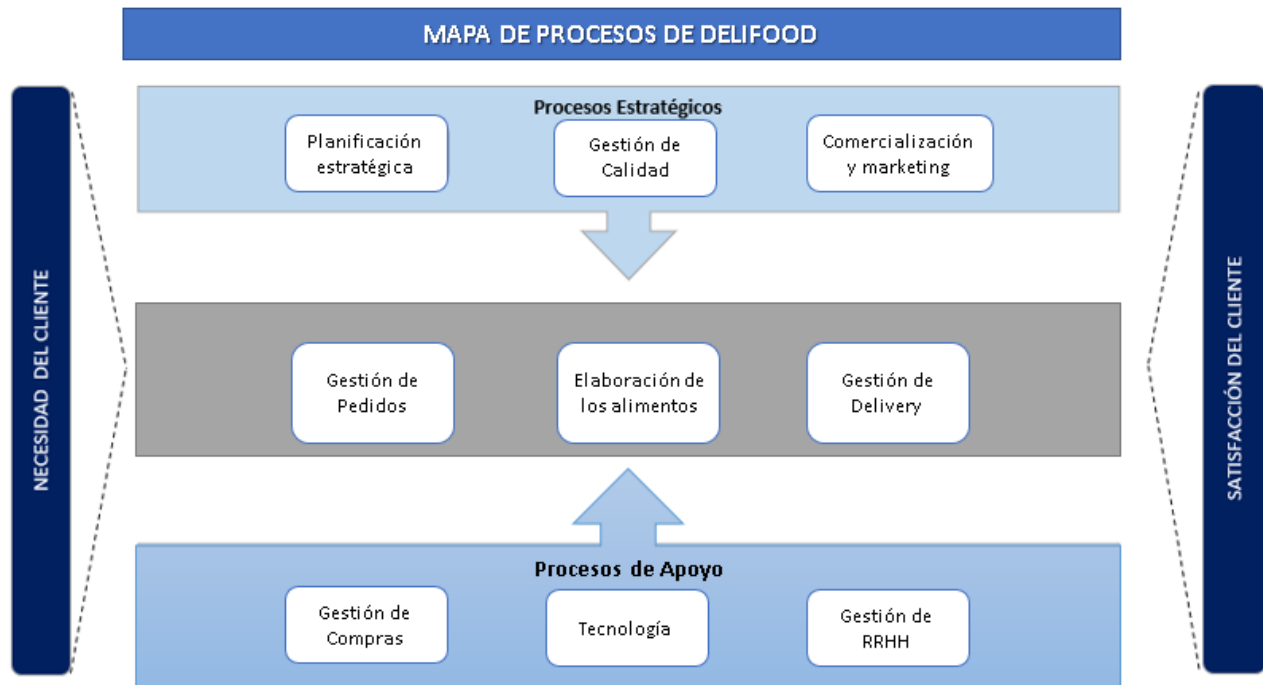 MAPA DE PROCESOS DE DELIFOOD
NECESIDAD DEL CLIENTE
Procesos Estratégicos
Planificación
estratégica
Gestión de
Calidad
Comercialización
y marketing
Gestión de
Pedidos
Elaboración de
los alimentos
Gestión de
Delivery
Procesos de Apoyo
Gestión de
Compras
Tecnología
Gestión de
RRHH
SATISFACCIÓN DEL CLIENTE